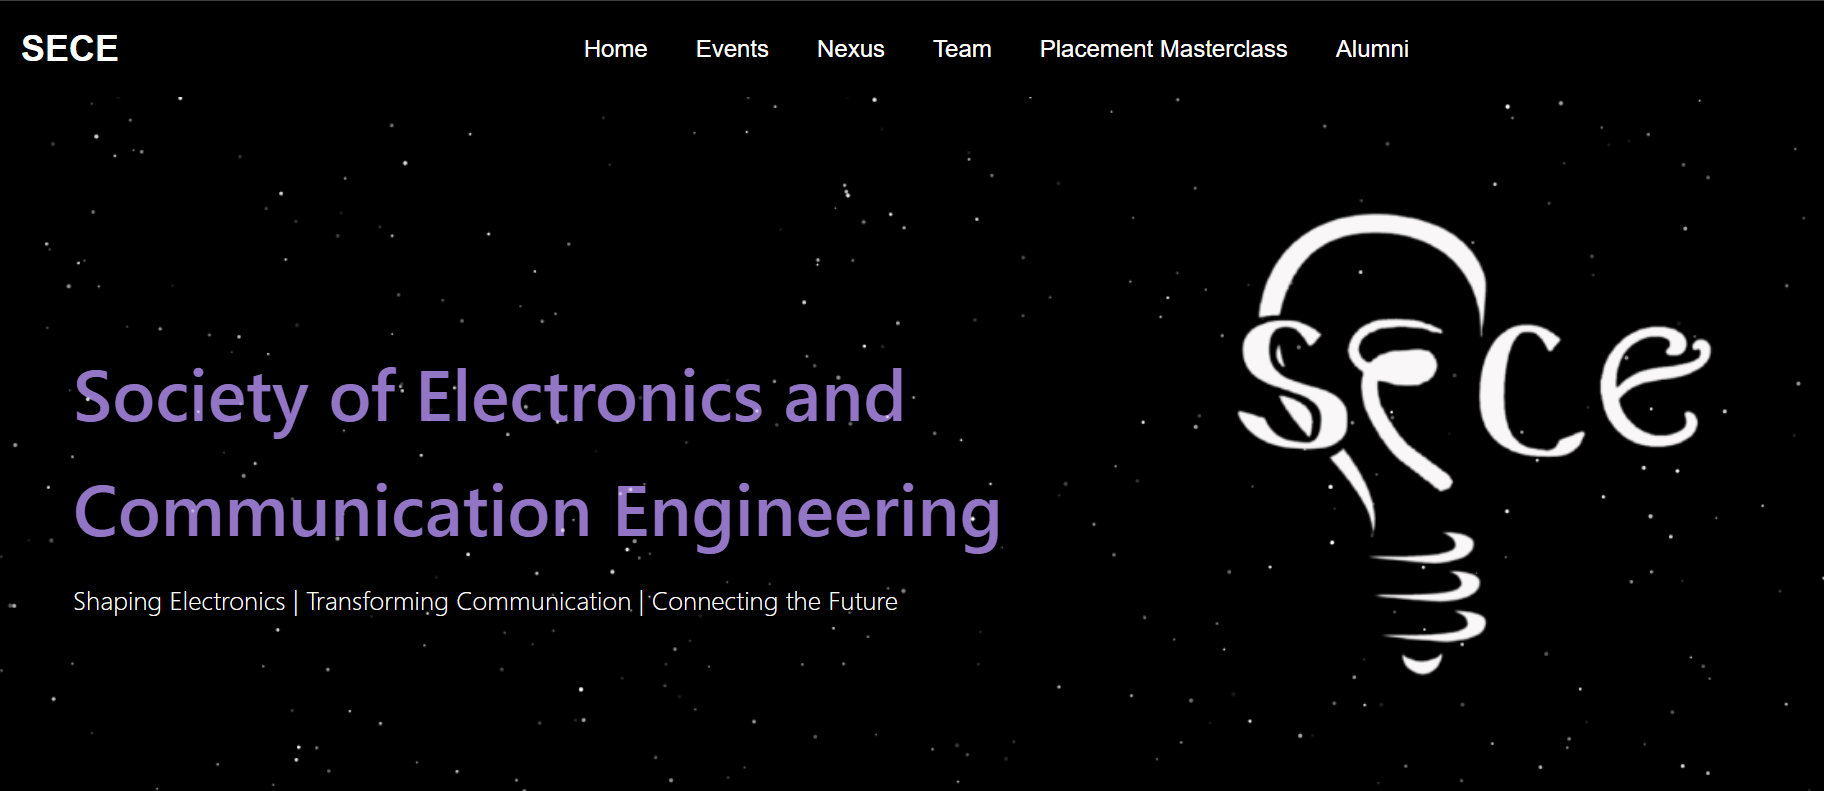 SECE
Home Events Nexus Team Placement Masterclass Alumni
Society of Electronics and
Communication Engineering
Shaping Electronics | Transforming Communication | Connecting the Future
sece